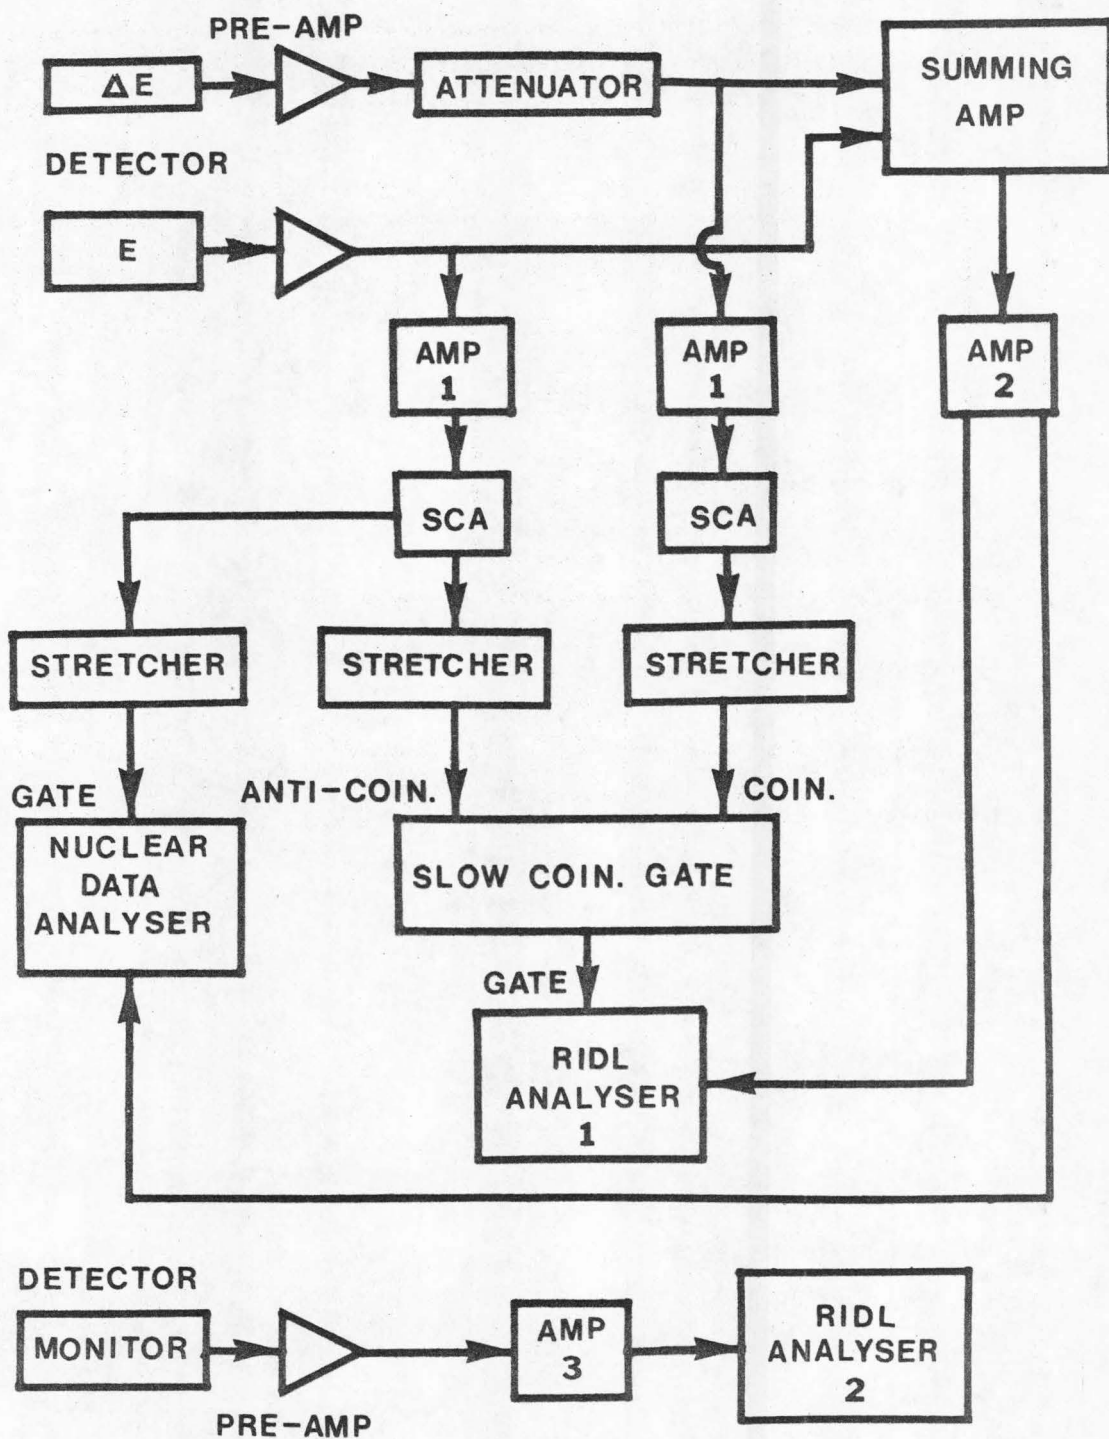 PRE-AMP
ΔE
ATTENUATOR
SUMMING
AMP
DETECTOR
E
AMP
1
AMP
1
AMP
2
SCA
SCA
STRETCHER
STRETCHER
STRETCHER
GATE
ANTI-COIN.
COIN.
NUCLEAR
DATA
ANALYSER
SLOW COIN. GATE
GATE
RIDL
ANALYSER
1
DETECTOR
MONITOR
AMP
3
RIDL
ANALYSER
2
PRE-AMP